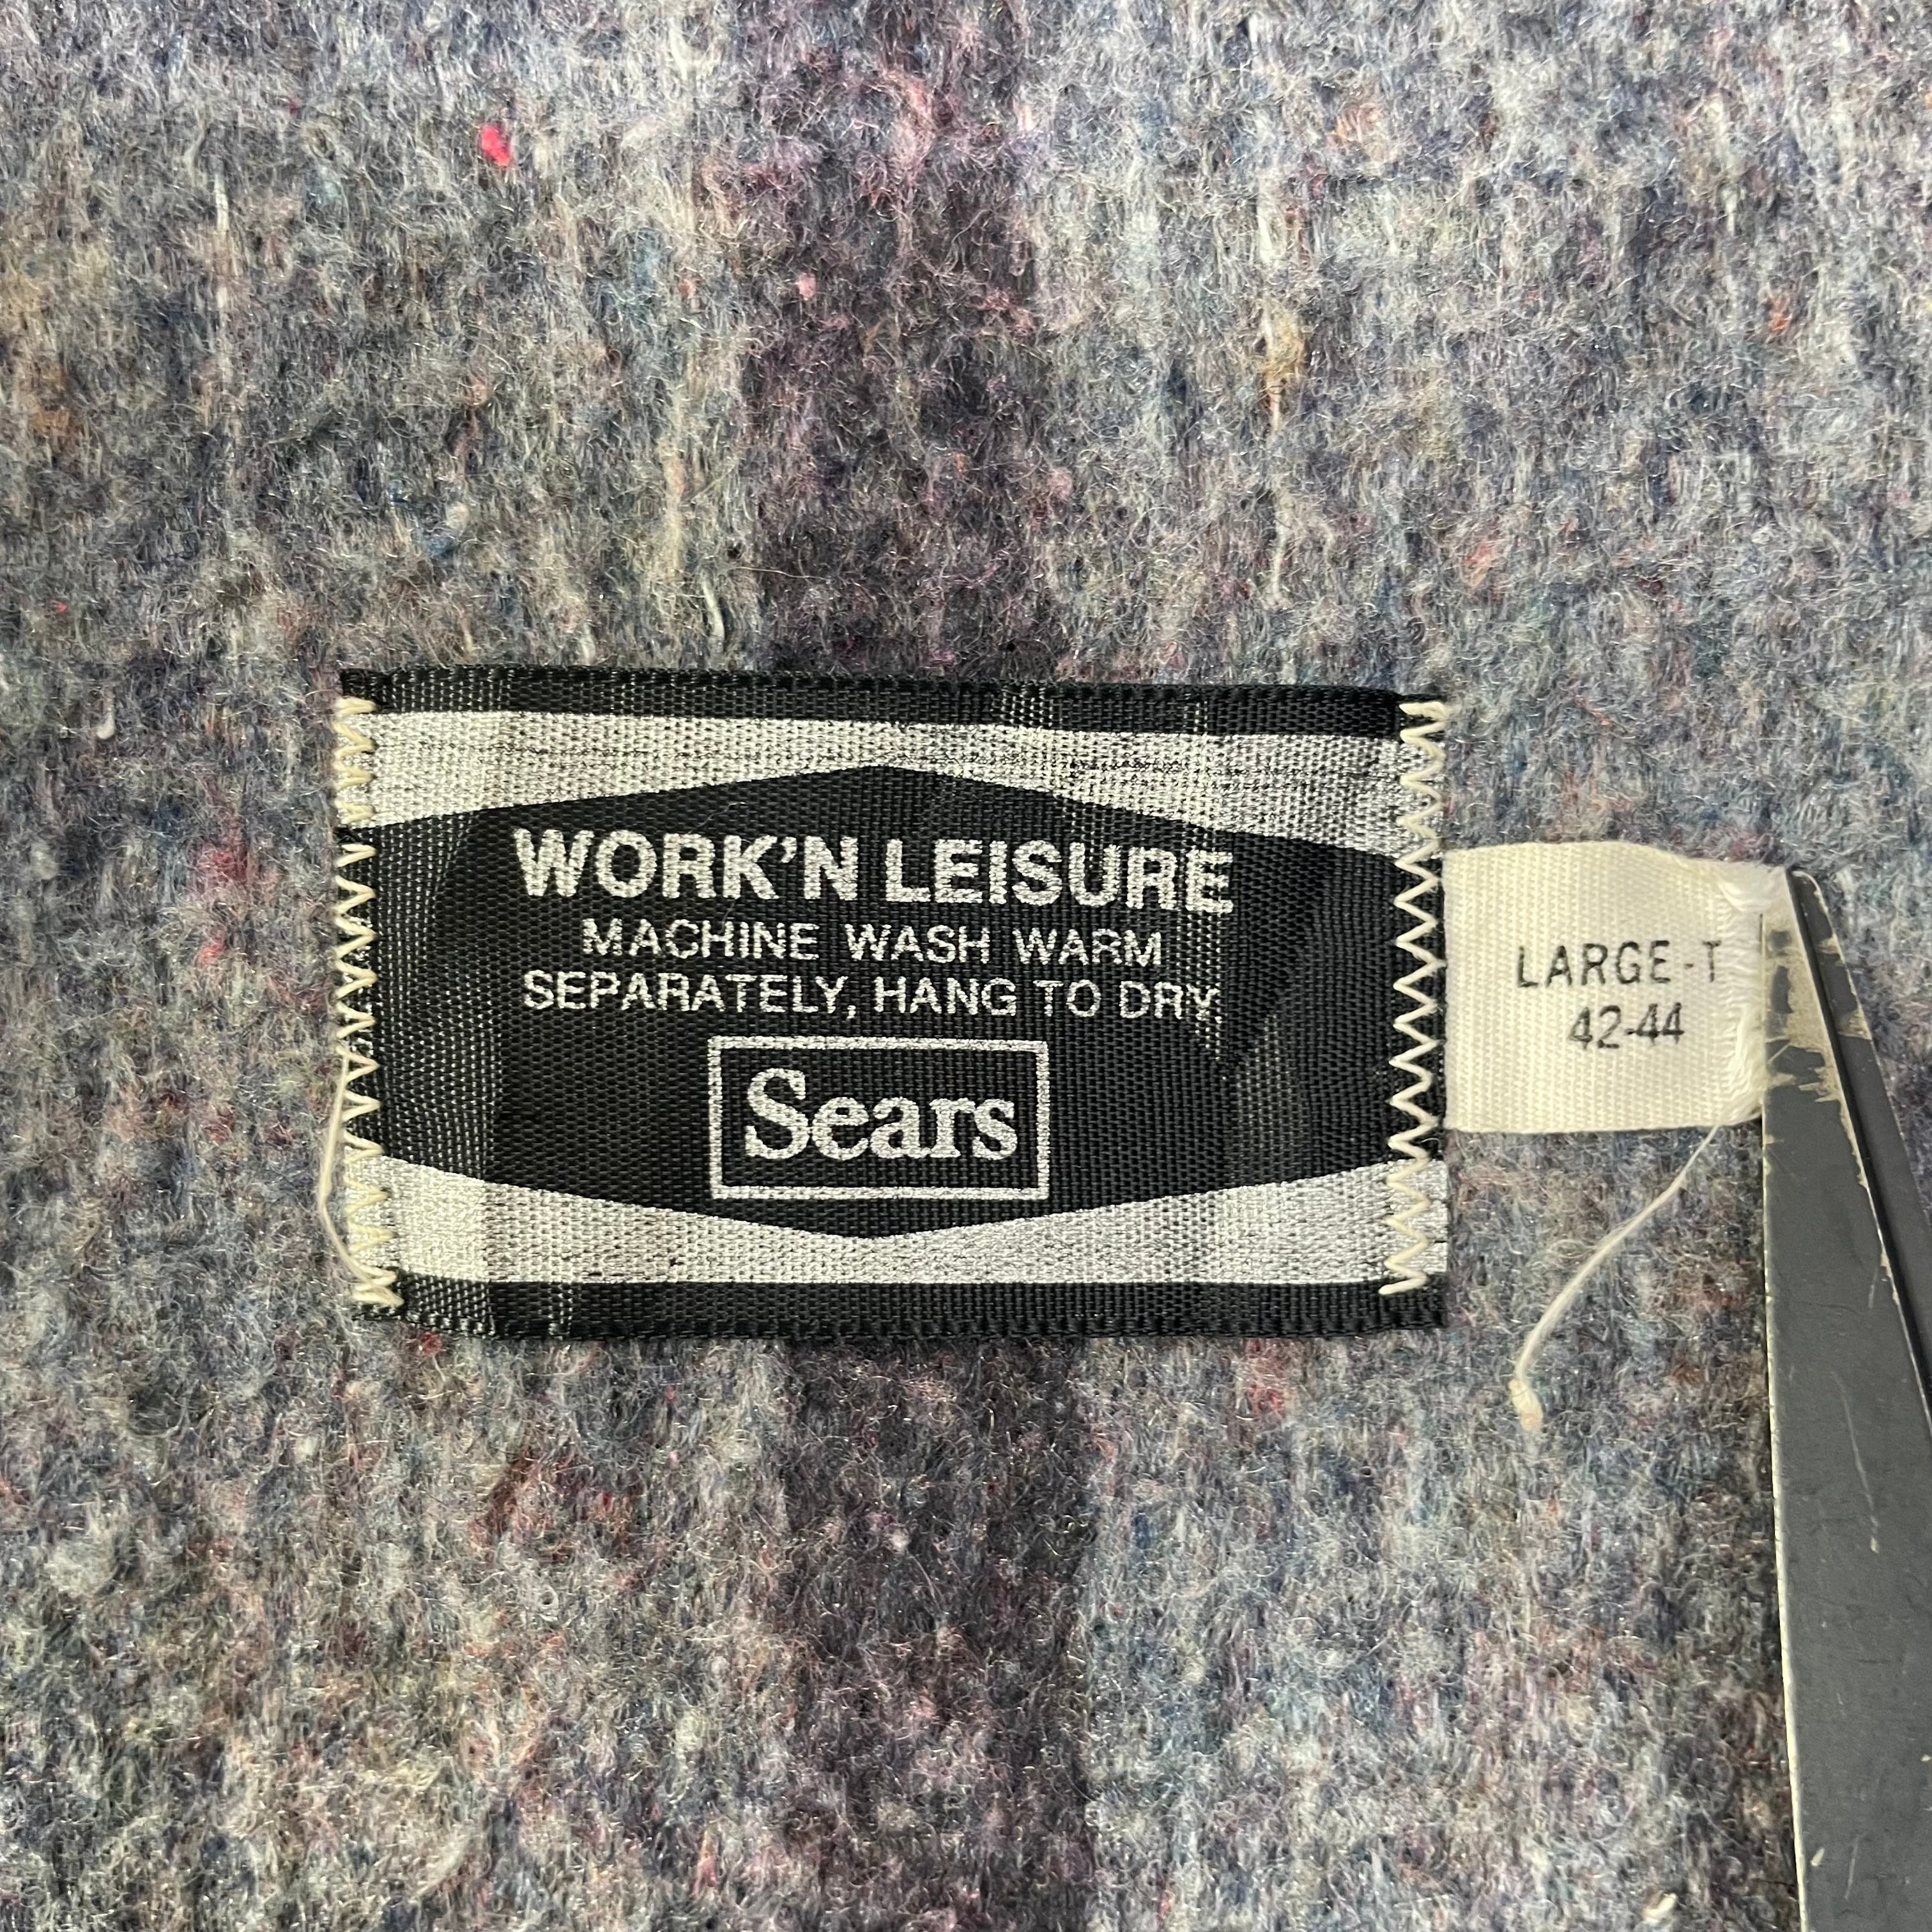 WORK'N LEISURE
MACHINE WASH WARM
SEPARATELY, HANG TO DRY
Sears
LARGE-T
42-44